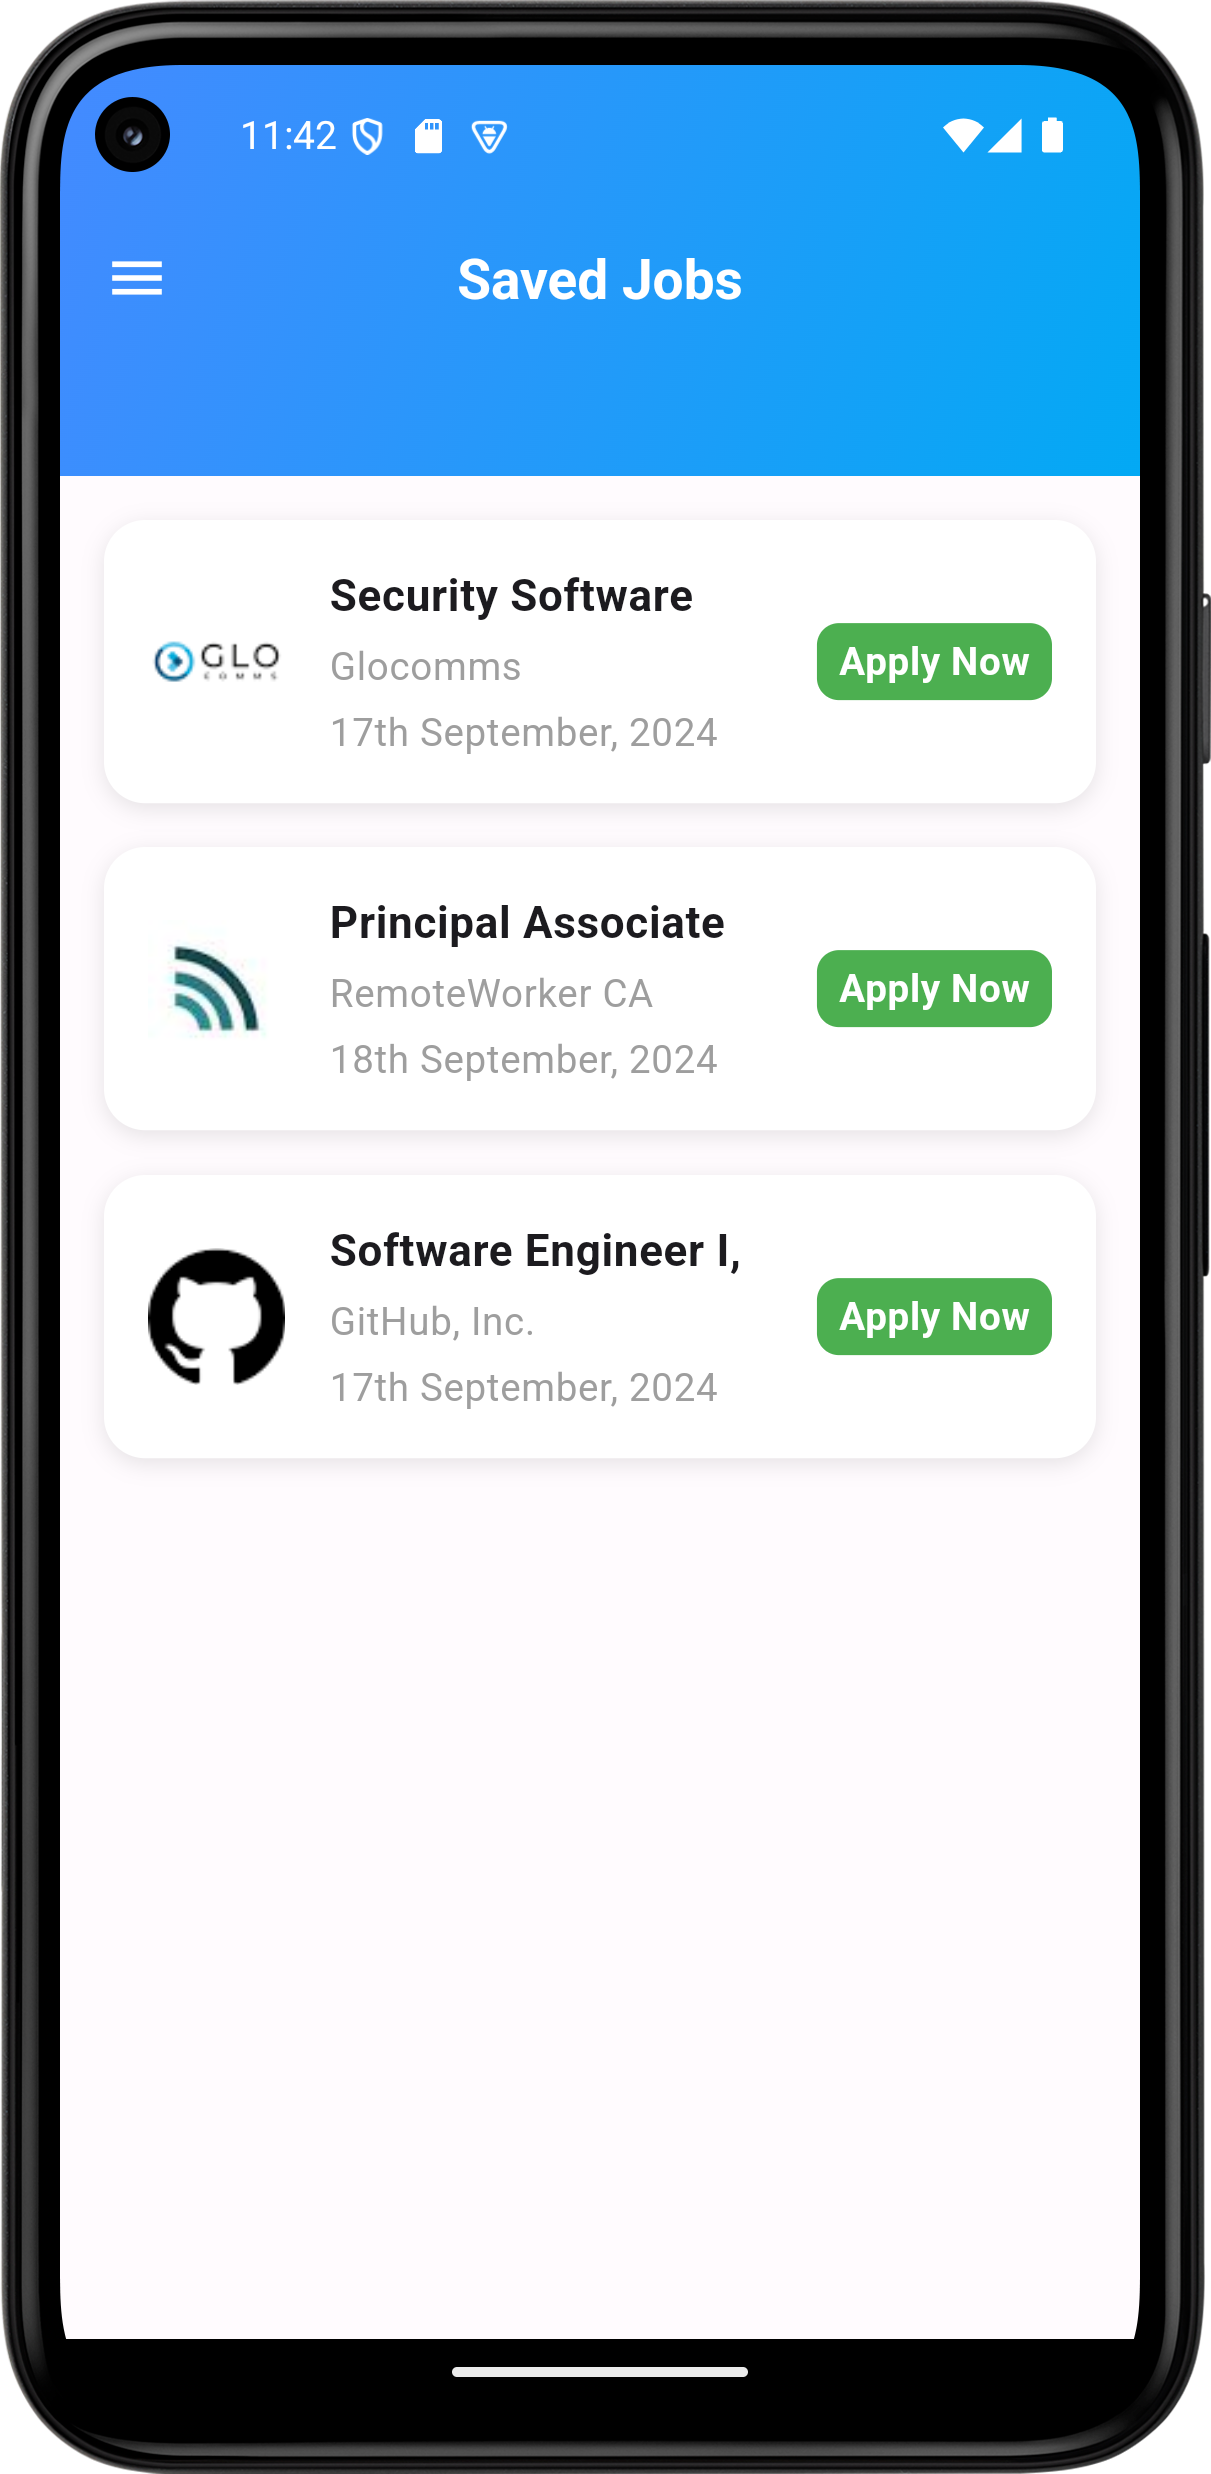 11:42
Saved Jobs
Security Software
GLO
COMMS
Glocomms
17th September, 2024
Apply Now
Principal Associate
RemoteWorker CA
18th September, 2024
Apply Now
Software Engineer I,
GitHub, Inc.
17th September, 2024
Apply Now